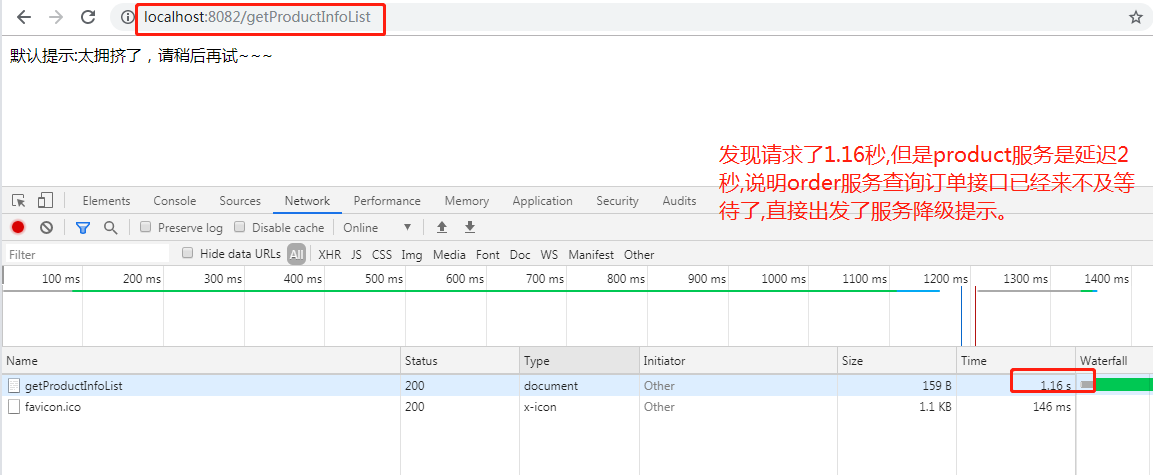 localhost:8082/getProductInfoList
默认提示:太拥挤了，请稍后再试~~~
发现请求了1.16秒,但是product服务是延迟2
秒,说明order服务查询订单接口已经来不及等
待了,直接出发了服务降级提示。
Elements Console Sources Network Performance Memory Application Security Audits
Preserve log Disable cache Online
Filter Hide data URLs All XHR JS CSS Img Media Font Doc WS Manifest Other
100 ms 200 ms 300 ms 400 ms 500 ms 600 ms 700 ms 800 ms 900 ms 1000 ms 1100 ms 1200 ms 1300 ms 1400 ms
Name Status Type Initiator Size Time Waterfall
getProductInfoList 200 document Other 159 B 1.16 s
favicon.ico 200 x-icon Other 1.1 KB 146 ms